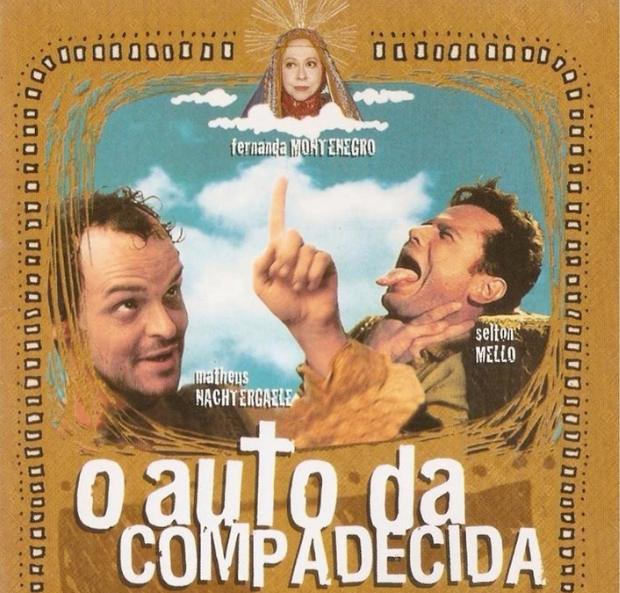 fernanda MONTENEGRO
matheus
NACHTERGAELE
selton
MELLO
o auto da
COMPADECIDA